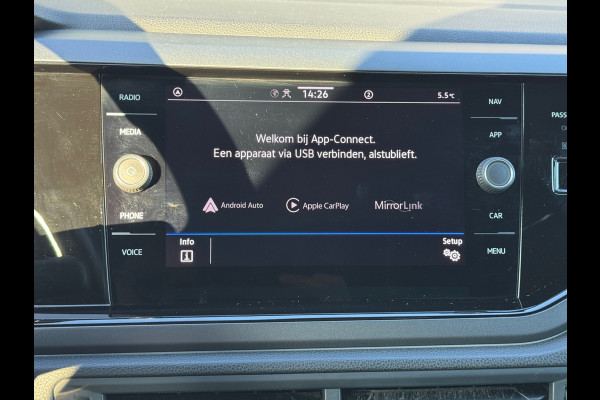 RADIO
MEDIA
PHONE
VOICE
14:26
2
5.5°C
Welkom bij App-Connect.
Een apparaat via USB verbinden, alstublieft.
Android Auto
Apple CarPlay
MirrorLink
Info
Setup
NAV
APP
CAR
MENU
PASS